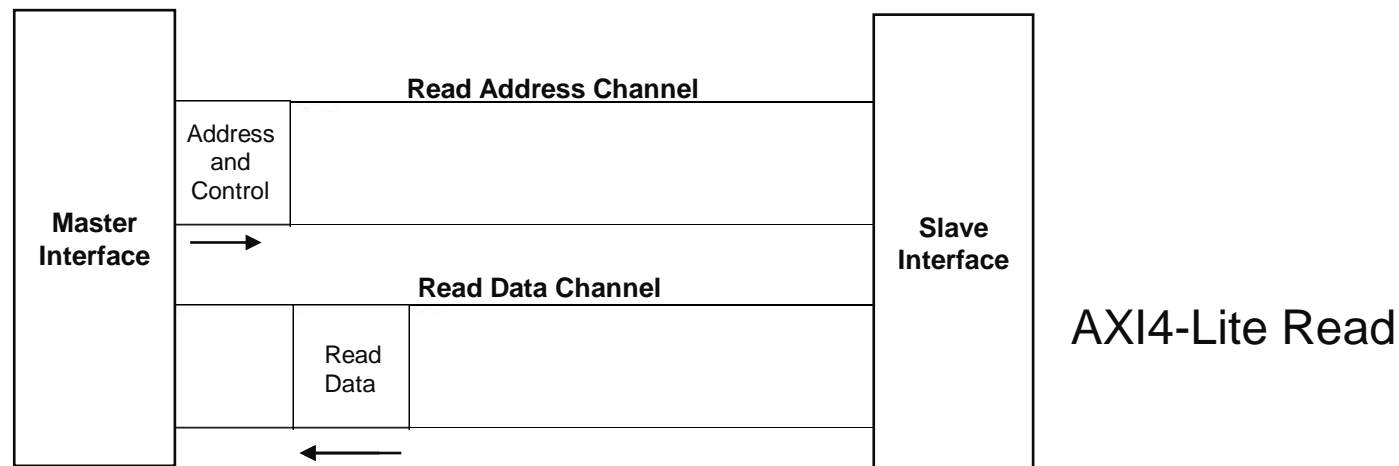 Read Address Channel
Address
and
Control
Master
Interface
Slave
Interface
Read Data Channel
Read
Data
AXI4-Lite Read